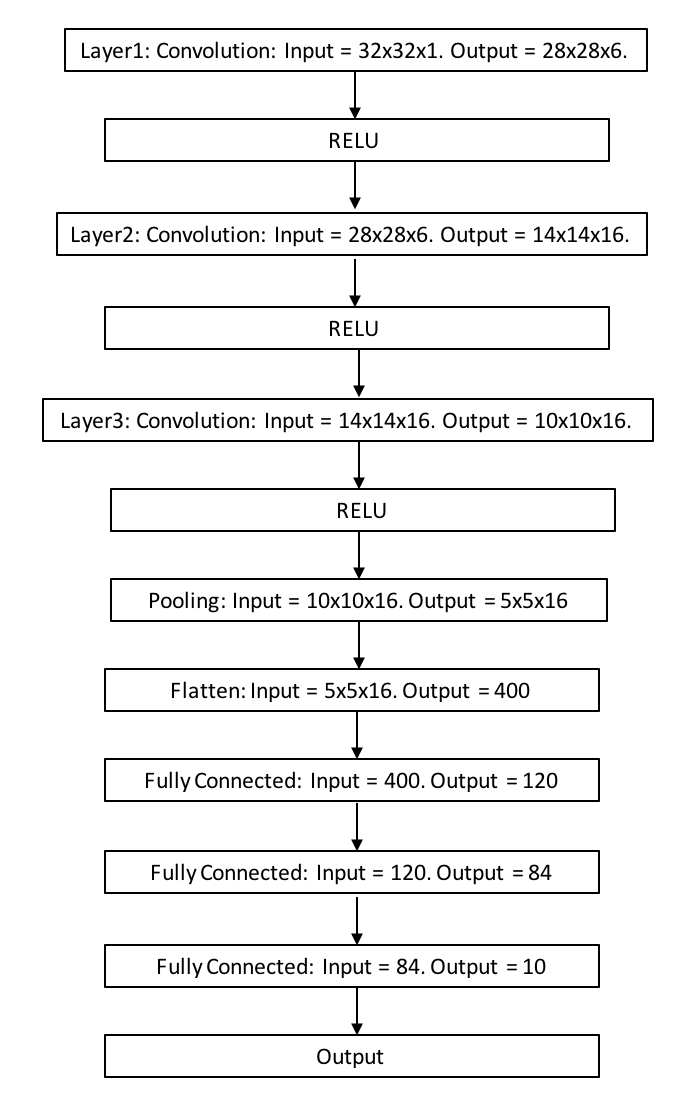 Layer1: Convolution: Input = 32x32x1. Output = 28x28x6.
RELU
Layer2: Convolution: Input = 28x28x6. Output = 14x14x16.
RELU
Layer3: Convolution: Input = 14x14x16. Output = 10x10x16.
RELU
Pooling: Input = 10x10x16. Output = 5x5x16
Flatten: Input = 5x5x16. Output = 400
Fully Connected: Input = 400. Output = 120
Fully Connected: Input = 120. Output = 84
Fully Connected: Input = 84. Output = 10
Output